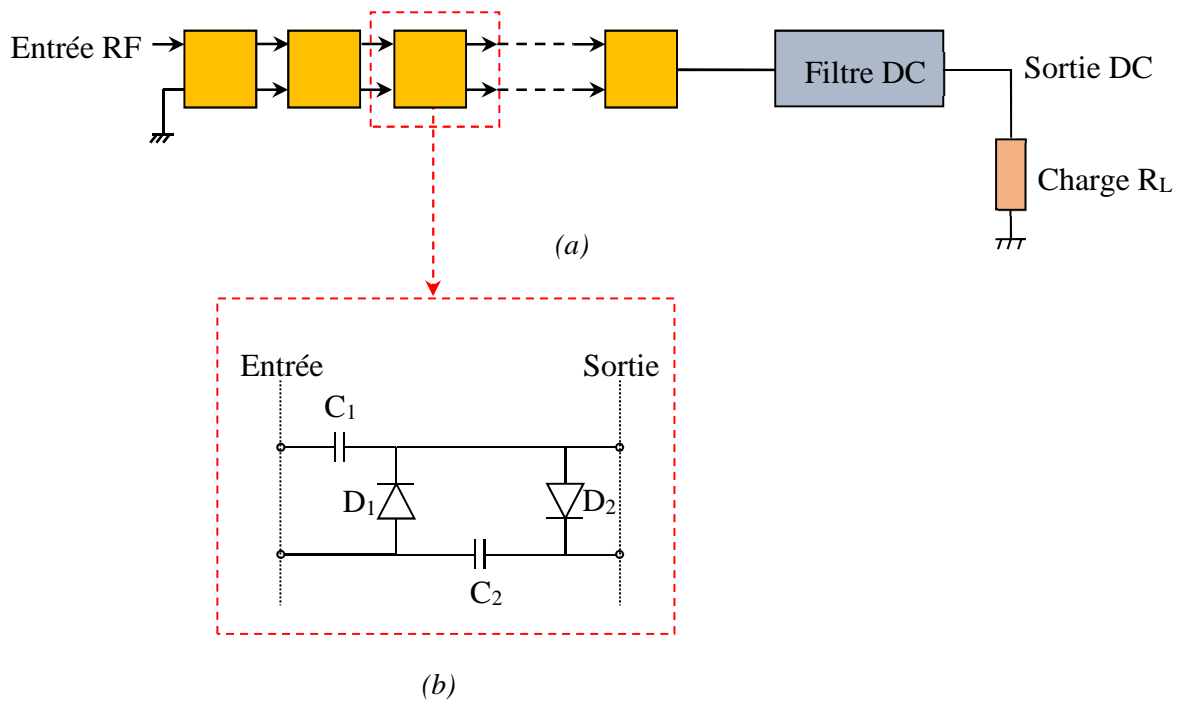 Entrée RF
Filtre DC
Sortie DC
Charge RL
(a)
Entrée
Sortie
C1
D1
D2
C2
(b)